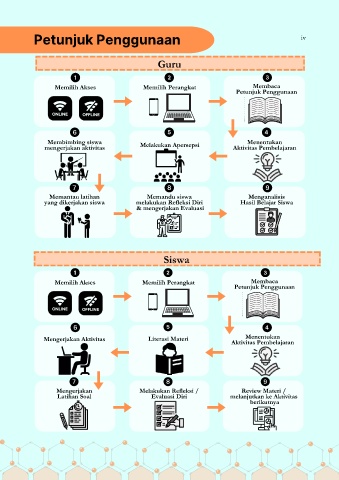 Petunjuk Penggunaan
iv
Guru
1
Memilih Akses
ONLINE
OFFLINE
2
Memilih Perangkat
3
Membaca
Petunjuk Penggunaan
6
Membimbing siswa
mengerjakan aktivitas
5
Melakukan Apersepsi
4
Menentukan
Aktivitas Pembelajaran
7
Memantau latihan
yang dikerjakan siswa
8
Memandu siswa
melakukan Refleksi Diri
& mengerjakan Evaluasi
9
Menganalisis
Hasil Belajar Siswa
Siswa
1
Memilih Akses
ONLINE
OFFLINE
2
Memilih Perangkat
3
Membaca
Petunjuk Penggunaan
6
Mengerjakan Aktivitas
5
Literasi Materi
4
Menentukan
Aktivitas Pembelajaran
7
Mengerjakan
Latihan Soal
8
Melakukan Refleksi /
Evaluasi Diri
9
Review Materi /
melanjutkan ke Aktivitas
berikutnya